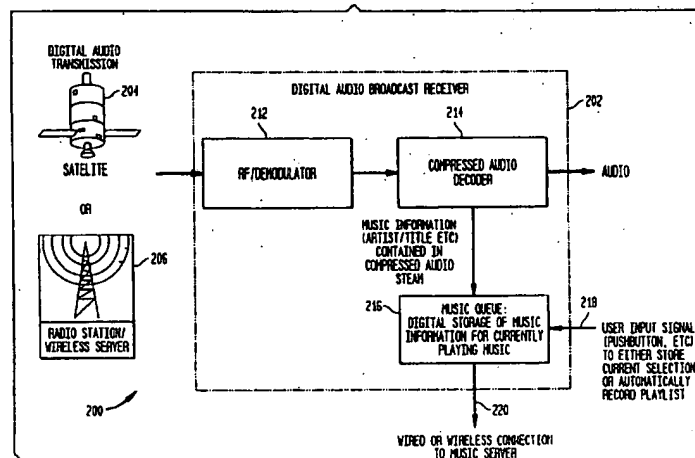 DIGITAL AUDIO
TRANSMISSION
204
SATELITE
OR
206
RADIO STATION/
WIRELESS SERVER
200
DIGITAL AUDIO BROADCAST RECEIVER
202
212
RF/DEMODULATOR
214
COMPRESSED AUDIO
DECODER
AUDIO
MUSIC INFORMATION
(ARTIST/TITLE ETC)
CONTAINED IN
COMPRESSED AUDIO
STEAM
216
MUSIC QUEUE:
DIGITAL STORAGE OF MUSIC
INFORMATION FOR CURRENTLY
PLAYING MUSIC
218
USER INPUT SIGNAL
(PUSHBUTTON, ETC)
TO EITHER STORE
CURRENT SELECTION
OR AUTOMATICALLY
RECORD PLAYLIST
220
WIRED OR WIRELESS CONNECTION
TO MUSIC SERVER